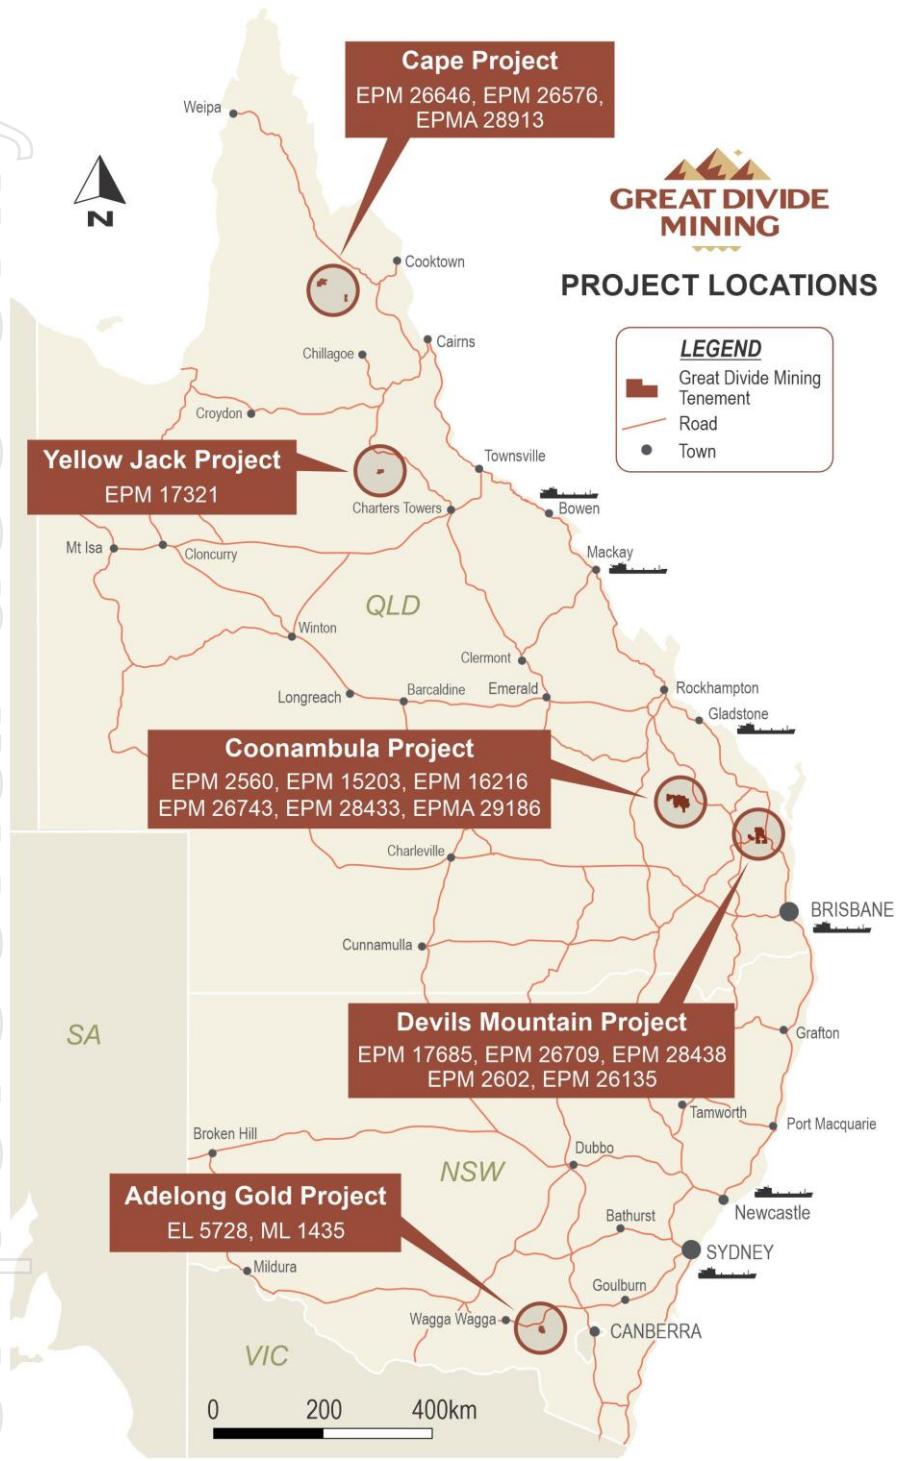 Cape Project
EPM 26646, EPM 26576,
EPMA 28913
Weipa
N
GREAT DIVIDE
MINING
PROJECT LOCATIONS
Cooktown
LEGEND
Great Divide Mining
Tenement
Road
Town
Cairns
Chillagoe
Croydon
Yellow Jack Project
EPM 17321
Townsville
Charters Towers
Bowen
Mt Isa
Cloncurry
Mackay
QLD
Winton
Clermont
Longreach
Barcaldine
Emerald
Rockhampton
Gladstone
Coonambula Project
EPM 2560, EPM 15203, EPM 16216
EPM 26743, EPM 28433, EPMA 29186
Charleville
BRISBANE
Cunnamulla
Devils Mountain Project
EPM 17685, EPM 26709, EPM 28438
EPM 2602, EPM 26135
SA
Grafton
Tamworth
Port Macquarie
Broken Hill
Dubbo
NSW
Adelong Gold Project
EL 5728, ML 1435
Newcastle
Bathurst
SYDNEY
Mildura
Goulburn
Wagga Wagga
CANBERRA
VIC
0 200 400km